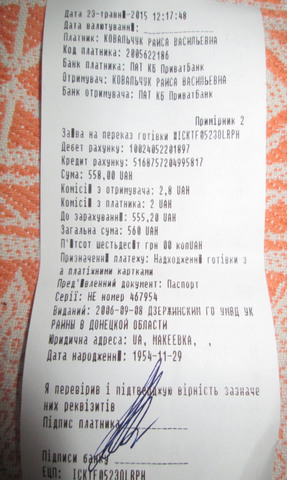 Дата 23-травня-2015 12:17:48
Дата валютування:
Платник: КОВАЛЬЧУК РАИСА ВАСИЛЬЕВНА
Код платника: 2005622186
Банк платника: ПАТ КБ ПриватБанк
Отримувач: КОВАЛЬЧУК РАИСА ВАСИЛЬЕВНА
Банк отримувача: ПАТ КБ ПриватБанк
Примірник 2
Заява на переказ готівки
Дебет рахунку: 10024052201897
Кредит рахунку: 5168757204995817
Сума: 558,00 UAH
Комісія з отримувача: 2,8 UAH
Комісія з платника: 2 UAH
До зарахування: 555,20 UAH
Загальна сума: 560 UAH
П'ятсот шестьдесят грн 00 копUAH
Призначення платежу: Надходження готівки з
а платіжними картками
Пред'явлений документ: Паспорт
Серії: НЕ номер 467954
Виданий: 2006-09-08 ДЗЕРЖИНСКИМ ГО УМВД УК
РАИНЫ В ДОНЕЦКОЙ ОБЛАСТИ
Юридична адреса: UA, МАКЕЕВКА, ,
Дата народження: 1954-11-29
Я перевірив і підтверджую вірність зазначе
них реквізитів
Підпис платника
Підписи банку
ЕЦП: ICKTF0523OLRPH